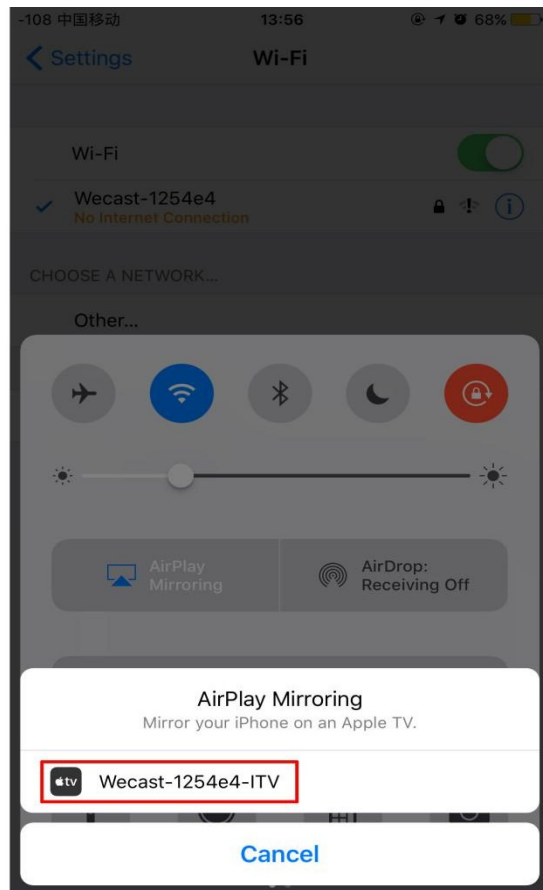 -108 中国移动 13:56 68%
Settings Wi-Fi
Wi-Fi
Wecast-1254e4
No Internet Connection
CHOOSE A NETWORK...
Other...
AirPlay
Mirroring
AirDrop:
Receiving Off
AirPlay Mirroring
Mirror your iPhone on an Apple TV.
tv Wecast-1254e4-ITV
Cancel